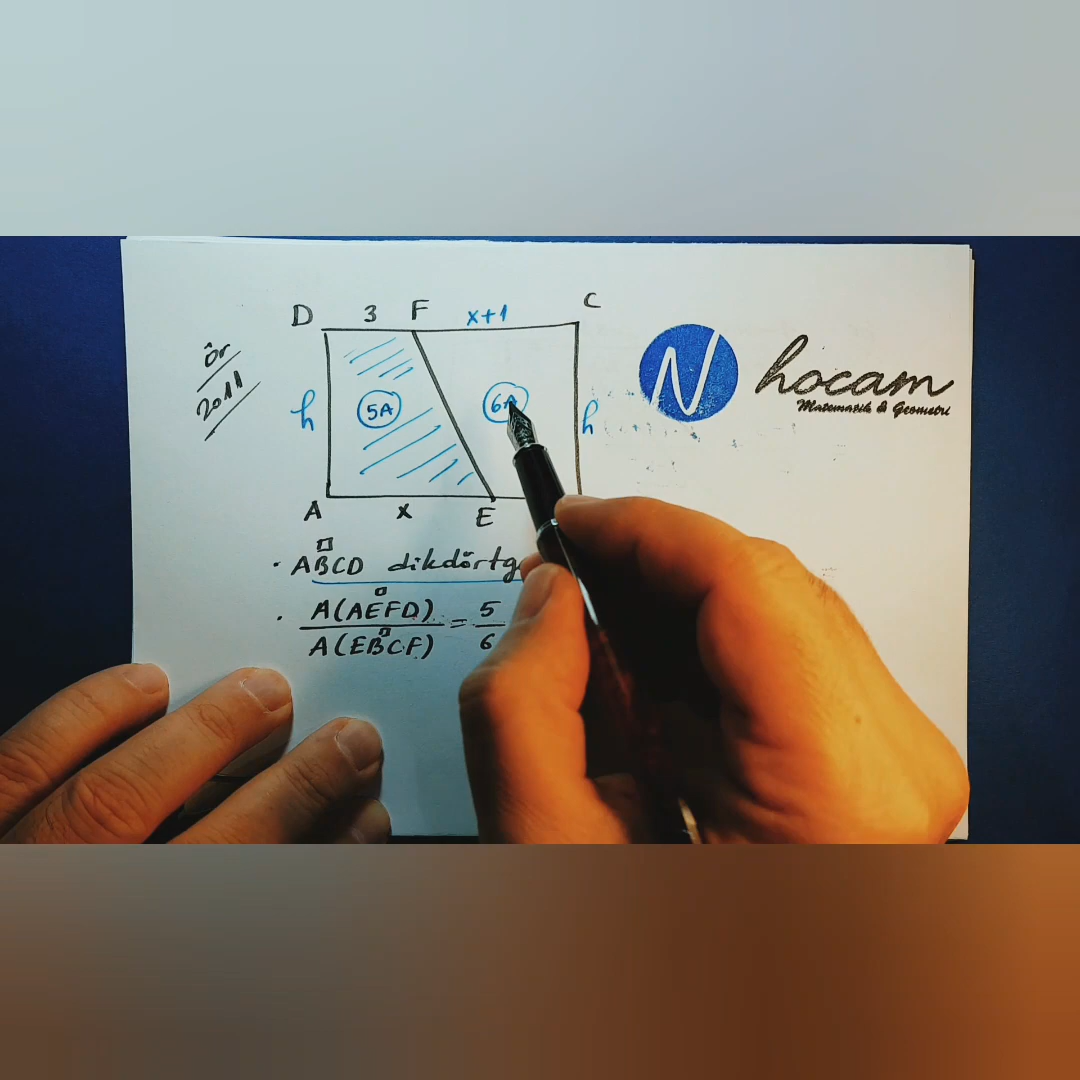 Ör
2011
D 3 F x+1 C
h 5A 6A h
A x E
· ABCD dikdörtg
· A(AEFD) = 5
A(EBCF) 6
N hocam
Matematik & Geometri